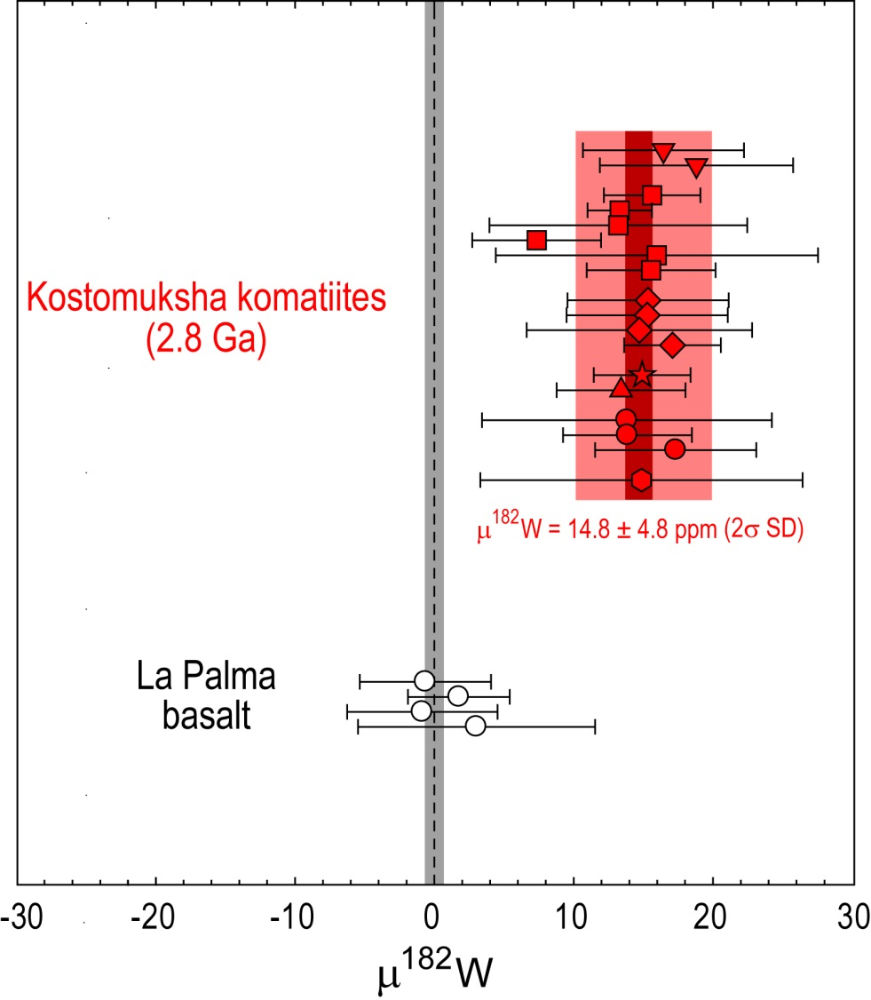 Kostomuksha komatiites
(2.8 Ga)
μ¹⁸²W = 14.8 ± 4.8 ppm (2σ SD)
La Palma
basalt
-30 -20 -10 0 10 20 30
μ¹⁸²W